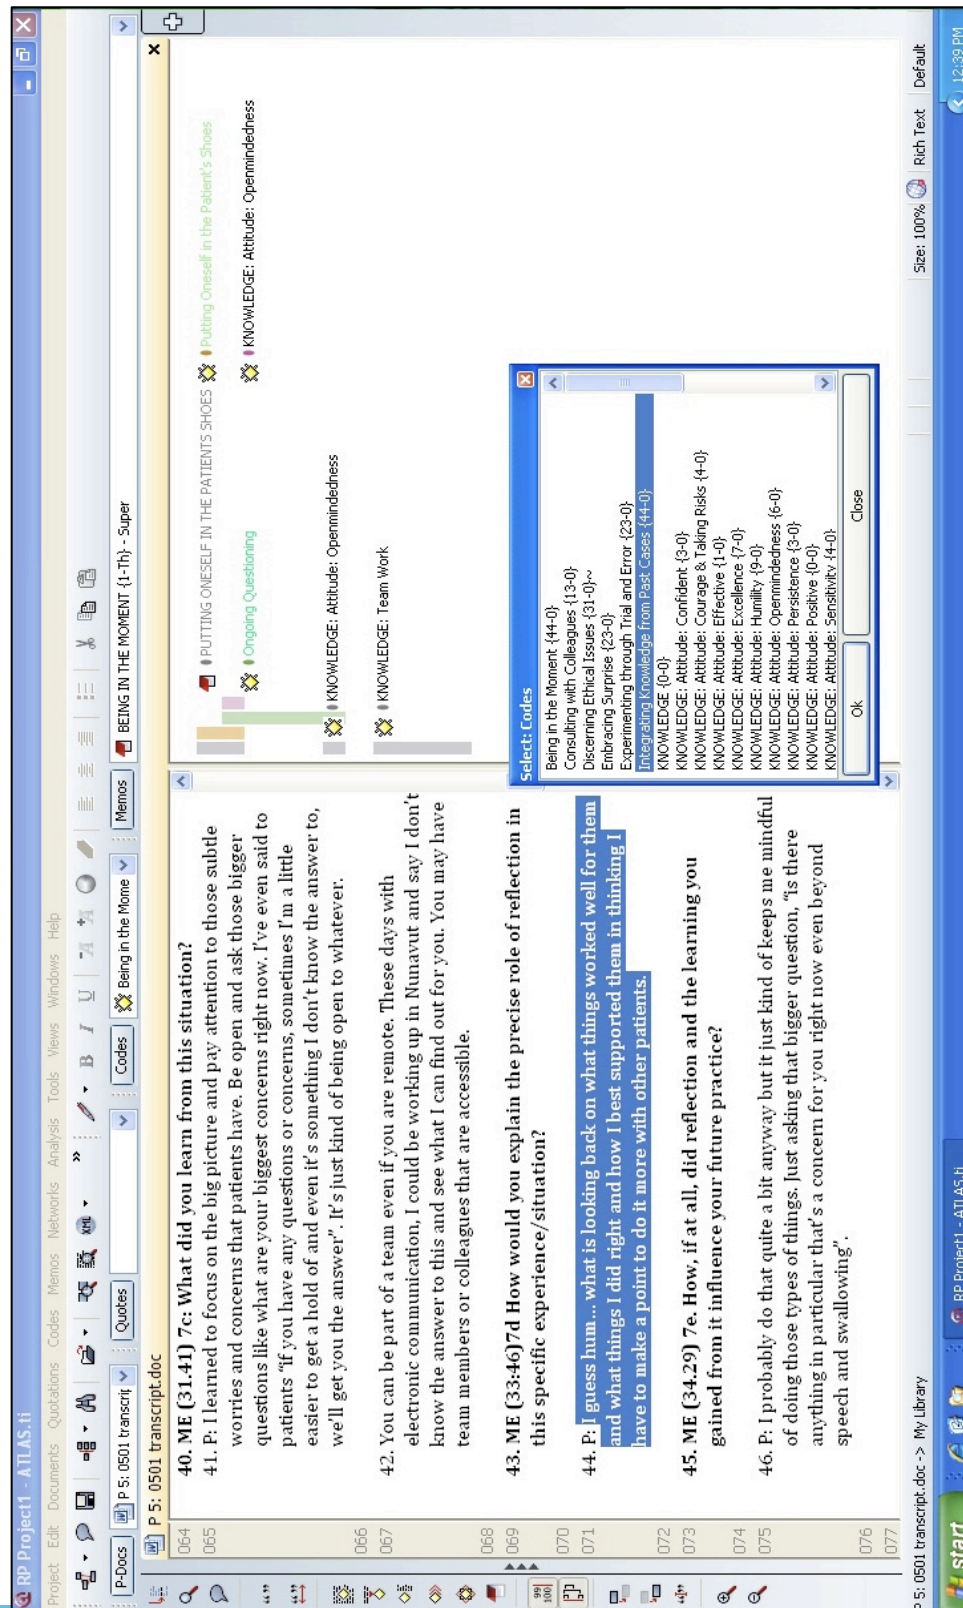 RP Project1 - ATLAS.ti
Project Edit Documents Quotations Codes Memos Networks Analysis Tools Views Windows Help
P-Docs P 5: 0501 transcrip Quotes Codes Being in the Mome Memos BEING IN THE MOMENT {1-Th} - Super
P 5: 0501 transcript.doc
064
065
066
067
068
069
070
071
072
073
074
075
076
077
40. ME (31.41) 7c: What did you learn from this situation?
41. P: I learned to focus on the big picture and pay attention to those subtle
worries and concerns that patients have. Be open and ask those bigger
questions like what are your biggest concerns right now. I've even said to
patients "if you have any questions or concerns, sometimes I'm a little
easier to get a hold of and even it's something I don't know the answer to,
we'll get you the answer". It's just kind of being open to whatever.
42. You can be part of a team even if you are remote. These days with
electronic communication, I could be working up in Nunavut and say I don't
know the answer to this and see what I can find out for you. You may have
team members or colleagues that are accessible.
43. ME (33:46)7d How would you explain the precise role of reflection in
this specific experience/situation?
44. P: I guess hum... what is looking back on what things worked well for them
and what things I did right and how I best supported them in thinking I
have to make a point to do it more with other patients.
45. ME (34.29) 7e. How, if at all, did reflection and the learning you
gained from it influence your future practice?
46. P: I probably do that quite a bit anyway but it just kind of keeps me mindful
of doing those types of things. Just asking that bigger question, "is there
anything in particular that's a concern for you right now even beyond
speech and swallowing".
PUTTING ONESELF IN THE PATIENTS SHOES Putting Oneself in the Patient's Shoes
Ongoing Questioning KNOWLEDGE: Attitude: Openmindedness
KNOWLEDGE: Attitude: Openmindedness
KNOWLEDGE: Team Work
Select: Codes
Being in the Moment {44-0}
Consulting with Colleagues {13-0}
Discerning Ethical Issues {31-0}~
Embracing Surprise {23-0}
Experimenting through Trial and Error {23-0}
Integrating Knowledge from Past Cases {44-0}
KNOWLEDGE {0-0}
KNOWLEDGE: Attitude: Confident {3-0}
KNOWLEDGE: Attitude: Courage & Taking Risks {4-0}
KNOWLEDGE: Attitude: Effective {1-0}
KNOWLEDGE: Attitude: Excellence {7-0}
KNOWLEDGE: Attitude: Humility {9-0}
KNOWLEDGE: Attitude: Openmindedness {6-0}
KNOWLEDGE: Attitude: Persistence {3-0}
KNOWLEDGE: Attitude: Positive {0-0}
KNOWLEDGE: Attitude: Sensitivity {4-0}
Ok Close
P 5: 0501 transcript.doc -> My Library Size: 100% Rich Text Default
start RP Project1 - ATLAS.ti 12:39 PM